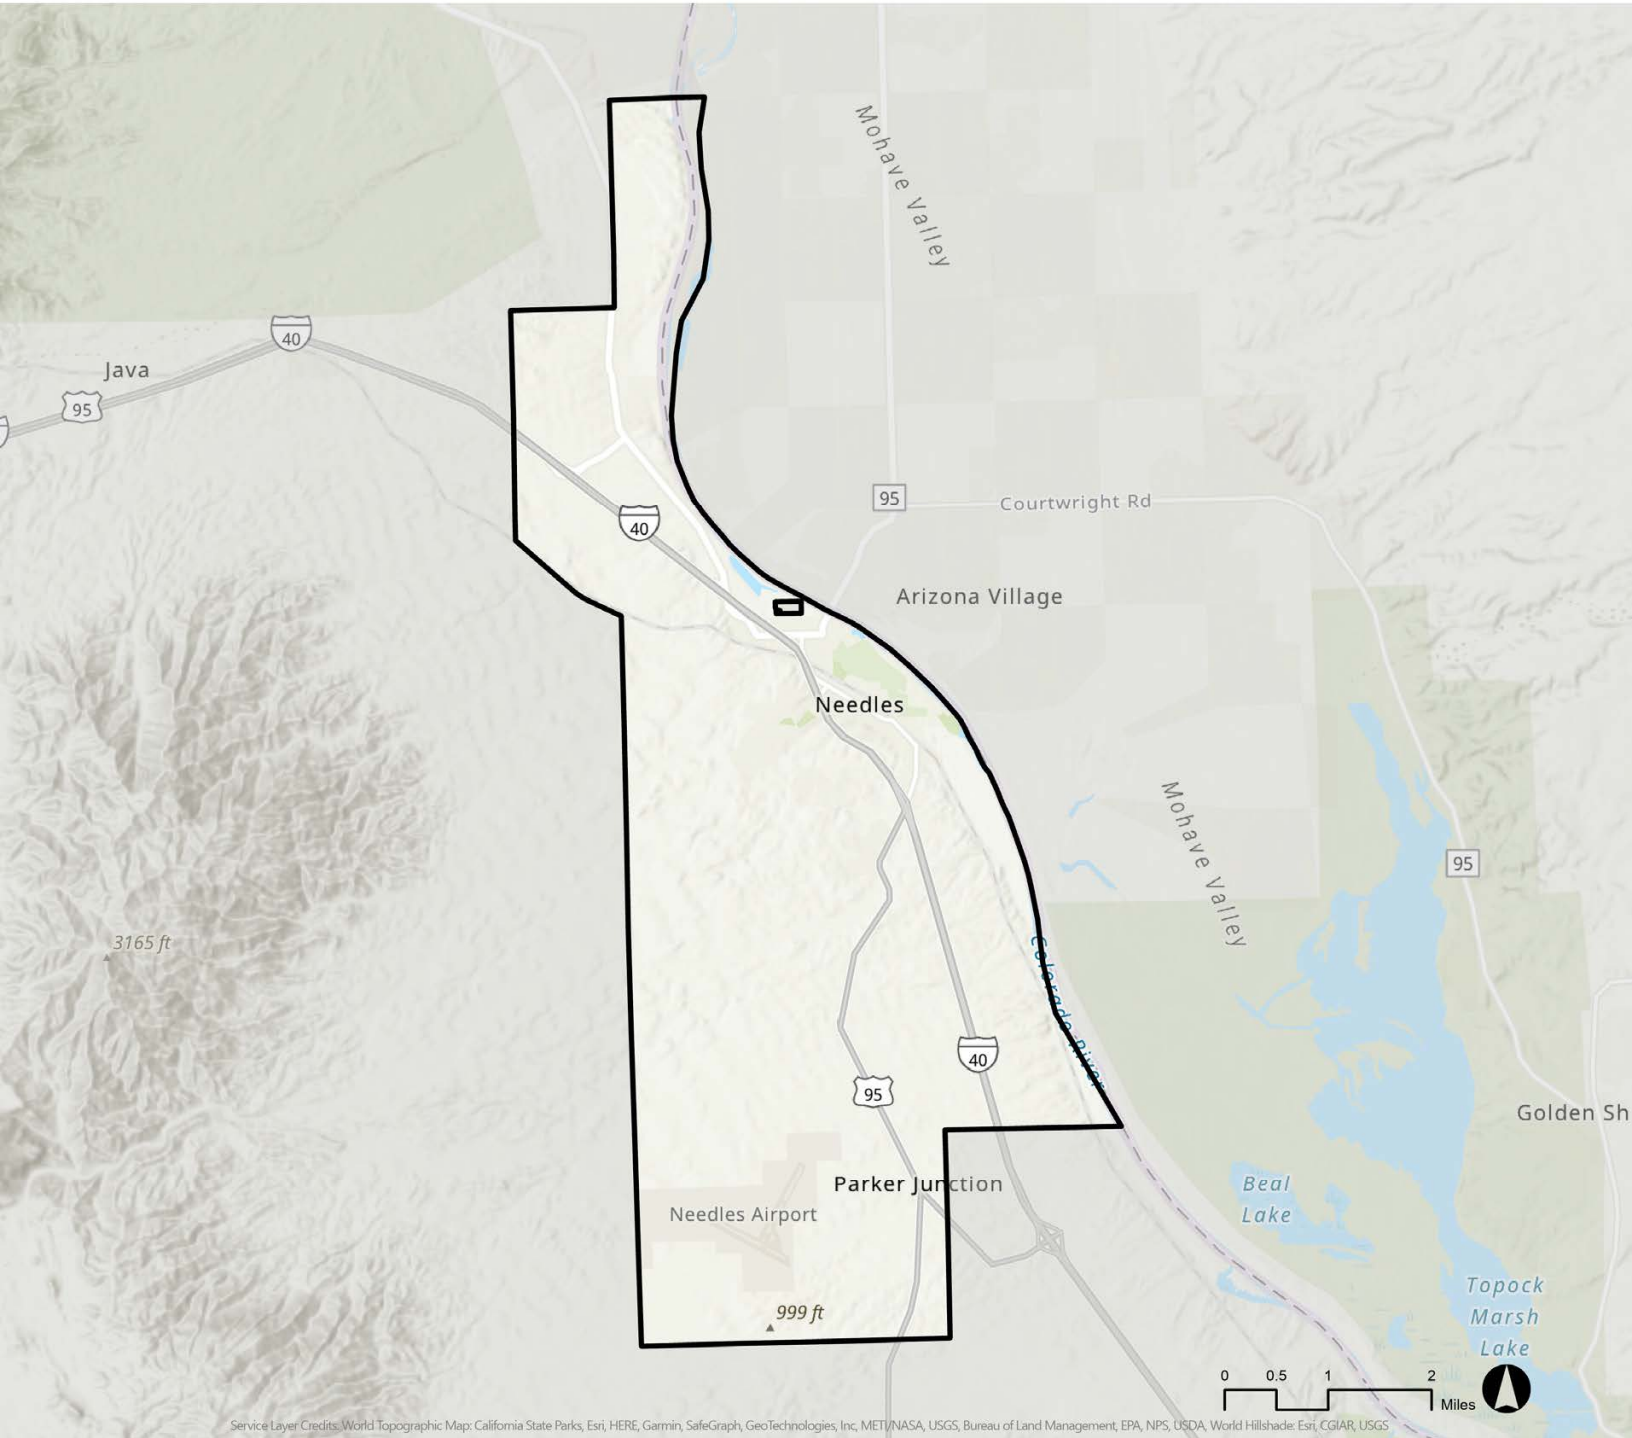 Mohave Valley
40
Java
95
95
Courtwright Rd
40
Arizona Village
Needles
Mohave Valley
95
3165 ft
Colorado River
40
95
Golden Sh
Parker Junction
Beal
Lake
Needles Airport
Topock
Marsh
Lake
999 ft
0 0.5 1 2
Miles
Service Layer Credits: World Topographic Map: California State Parks, Esri, HERE, Garmin, SafeGraph, GeoTechnologies, Inc, METI/NASA, USGS, Bureau of Land Management, EPA, NPS, USDA, World Hillshade: Esri, CGIAR, USGS